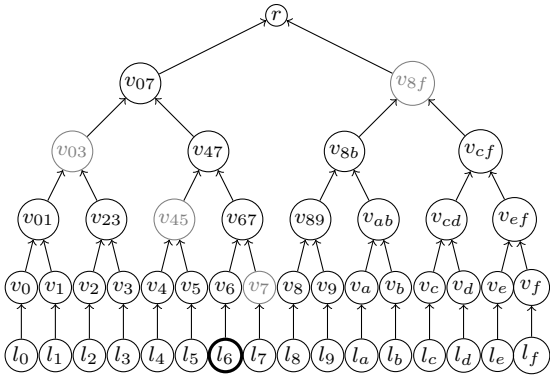 r
v07 v8f
v03 v47 v8b vcf
v01 v23 v45 v67 v89 vab vcd vef
v0 v1 v2 v3 v4 v5 v6 v7 v8 v9 va vb vc vd ve vf
l0 l1 l2 l3 l4 l5 l6 l7 l8 l9 la lb lc ld le lf